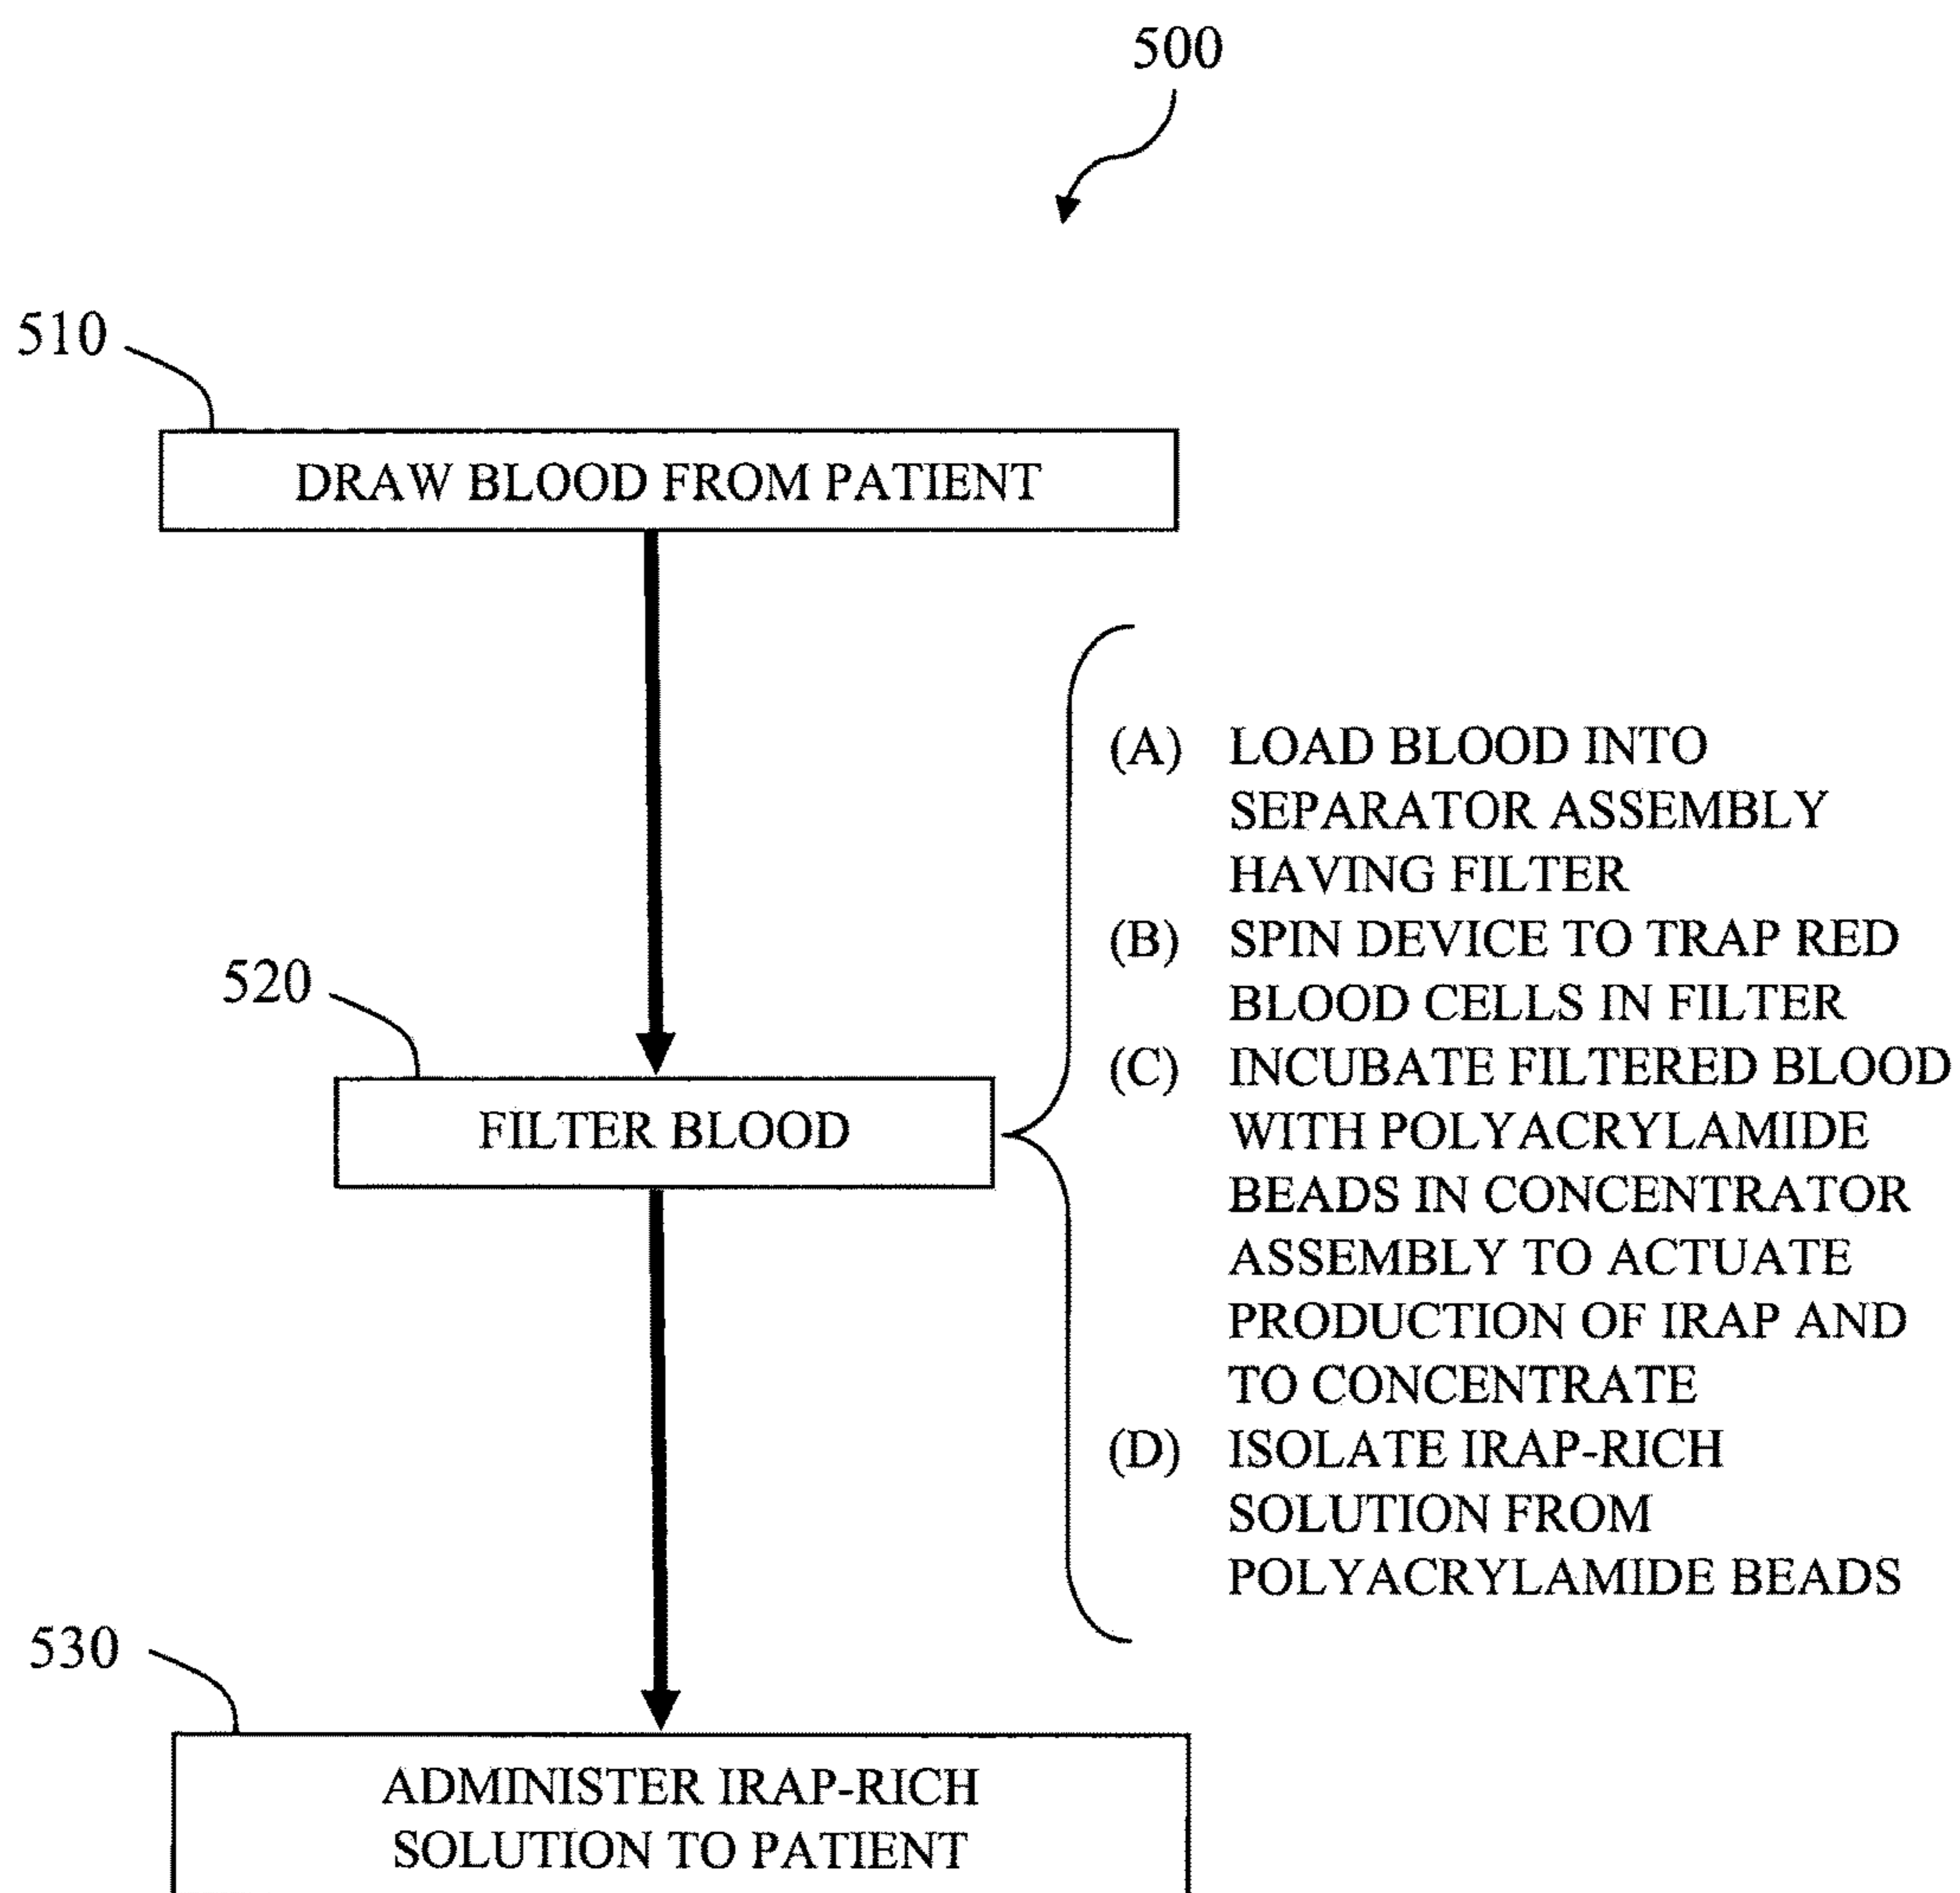 500
510
DRAW BLOOD FROM PATIENT
520
FILTER BLOOD
(A) LOAD BLOOD INTO
SEPARATOR ASSEMBLY
HAVING FILTER
(B) SPIN DEVICE TO TRAP RED
BLOOD CELLS IN FILTER
(C) INCUBATE FILTERED BLOOD
WITH POLYACRYLAMIDE
BEADS IN CONCENTRATOR
ASSEMBLY TO ACTUATE
PRODUCTION OF IRAP AND
TO CONCENTRATE
(D) ISOLATE IRAP-RICH
SOLUTION FROM
POLYACRYLAMIDE BEADS
530
ADMINISTER IRAP-RICH
SOLUTION TO PATIENT